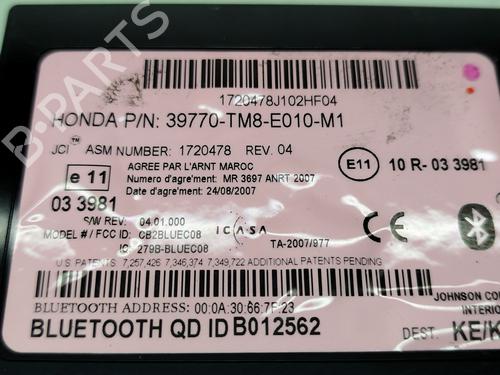 B-PARTS
1720478J102HF04
HONDA P/N: 39770-TM8-E010-M1
JCI™ ASM NUMBER: 1720478 REV. 04
e 11
AGREE PAR L'ARNT MAROC
Numero d'agrement: MR 3697 ANRT 2007
Date d'agrement: 24/08/2007
E11
10 R- 03 3981
03 3981
S/W REV: 04.01.000
MODEL # / FCC ID: CB2BLUEC08
IC: 279B-BLUEC08
ICASA
TA-2007/977
U.S. PATENTS 7,257,426 7,346,374 7,349,722 ADDITIONAL PATENTS PENDING
BLUETOOTH ADDRESS: 00:0A:30:66:7F:23
BLUETOOTH QD ID B012562
JOHNSON CO
INTERIO
DEST. KE/K